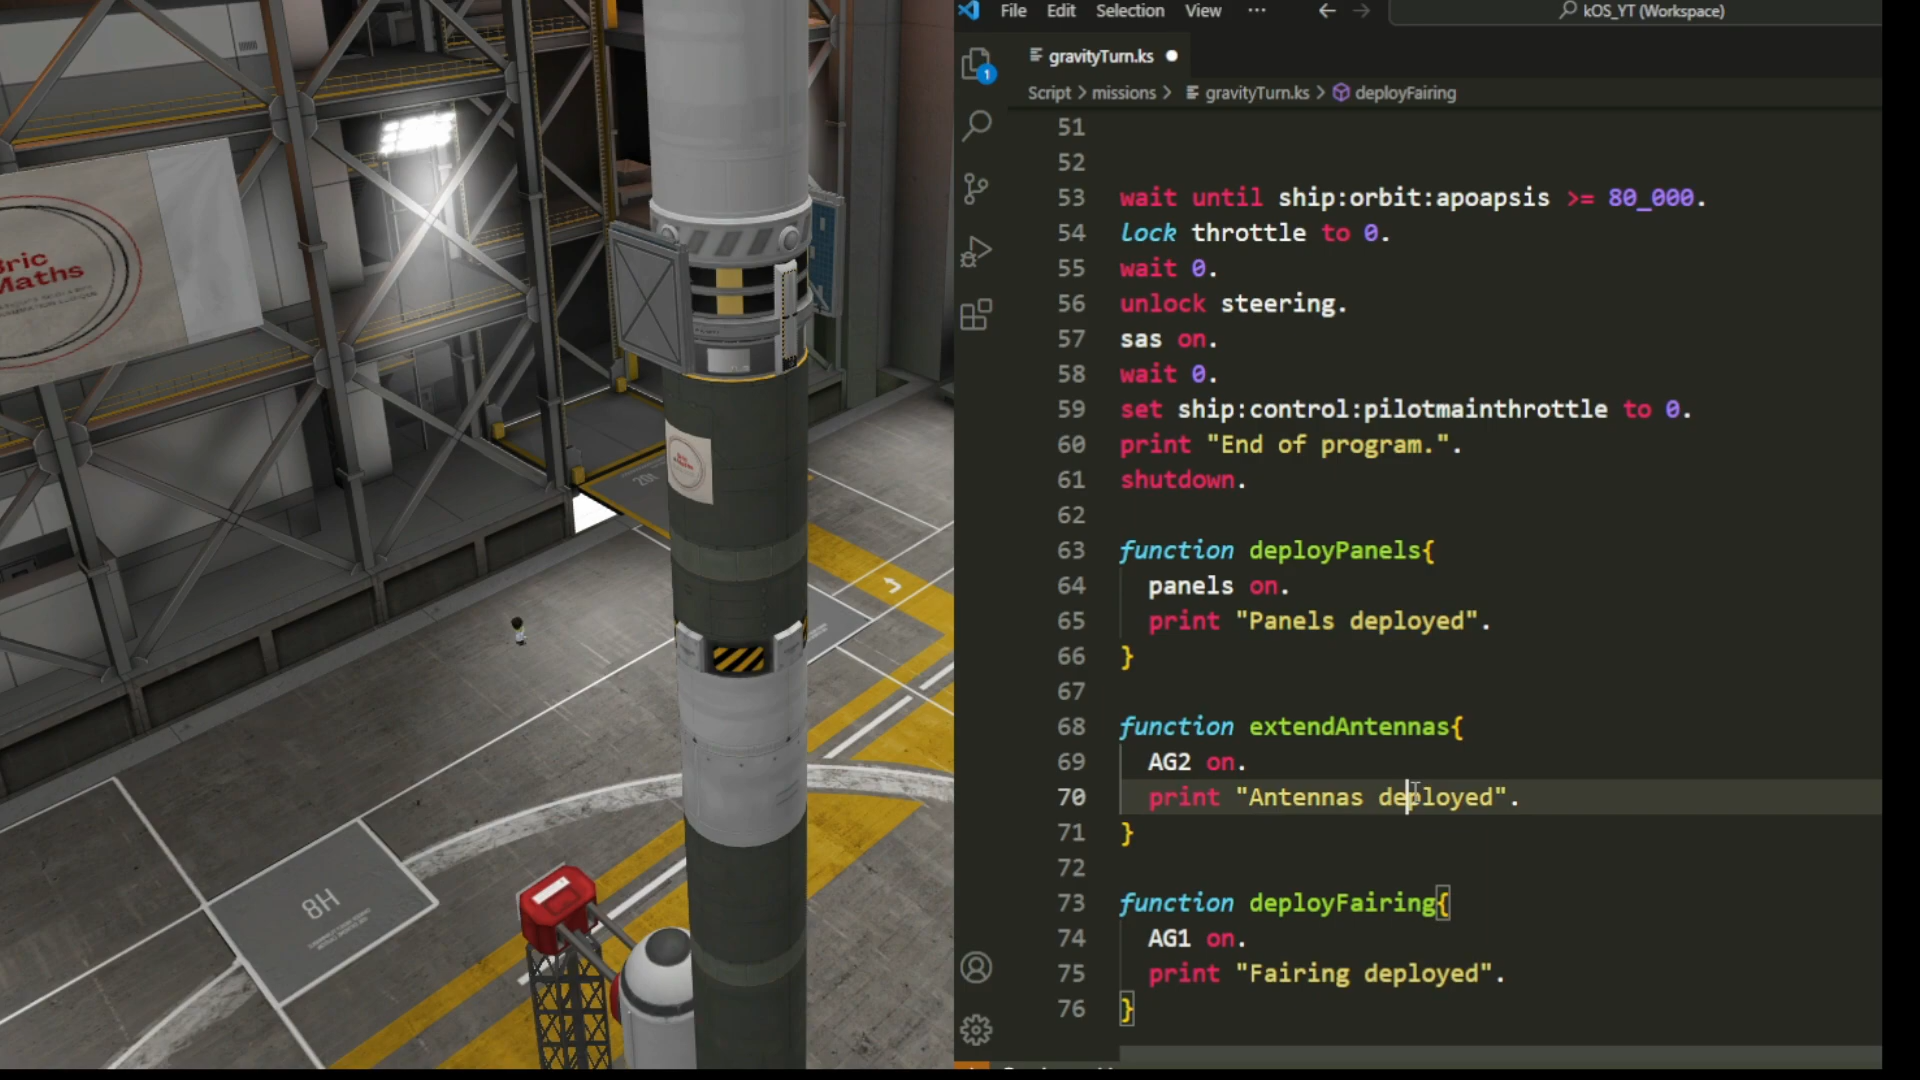 Bric
Maths
8H
File Edit Selection View ··· kOS_YT (Workspace)
gravityTurn.ks
1
Script > missions > gravityTurn.ks > deployFairing
51
52
53 wait until ship:orbit:apoapsis >= 80_000.
54 lock throttle to 0.
55 wait 0.
56 unlock steering.
57 sas on.
58 wait 0.
59 set ship:control:pilotmainthrottle to 0.
60 print "End of program.".
61 shutdown.
62
63 function deployPanels{
64 panels on.
65 print "Panels deployed".
66 }
67
68 function extendAntennas{
69 AG2 on.
70 print "Antennas deployed".
71 }
72
73 function deployFairing{
74 AG1 on.
75 print "Fairing deployed".
76 }